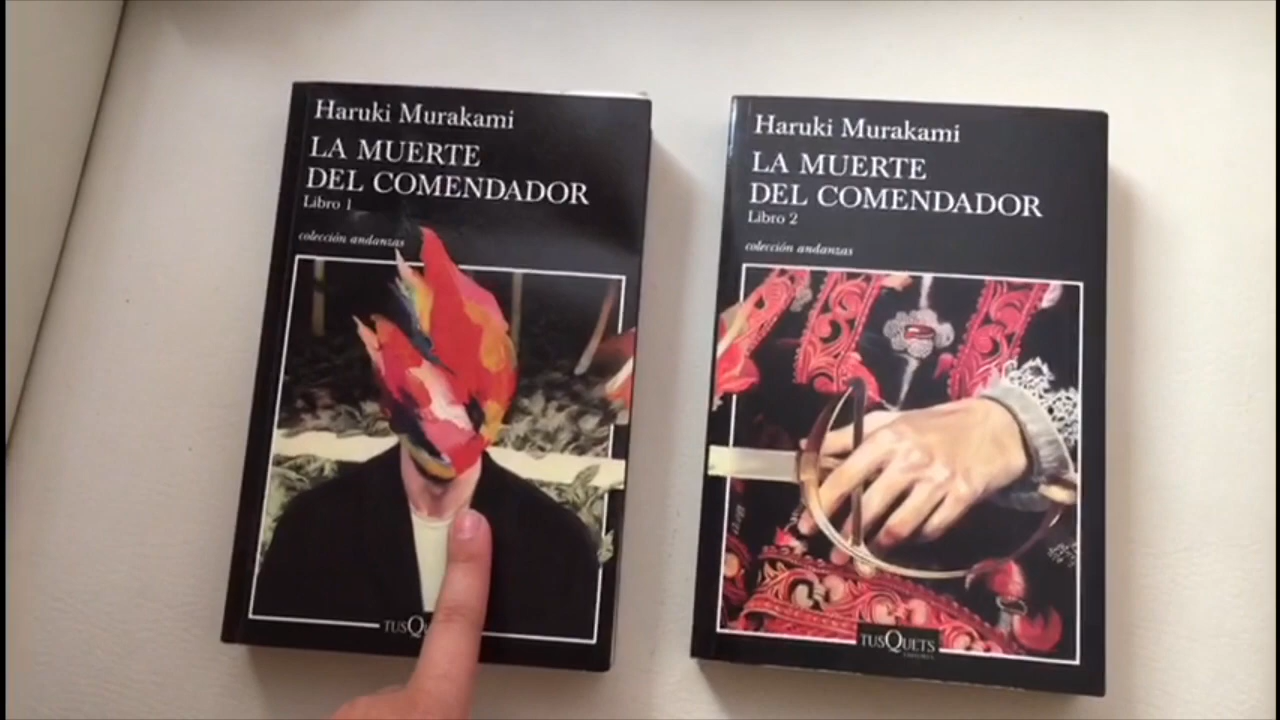 Haruki Murakami
LA MUERTE
DEL COMENDADOR
Libro 1
colección andanzas
Haruki Murakami
LA MUERTE
DEL COMENDADOR
Libro 2
colección andanzas
TUSQUETS